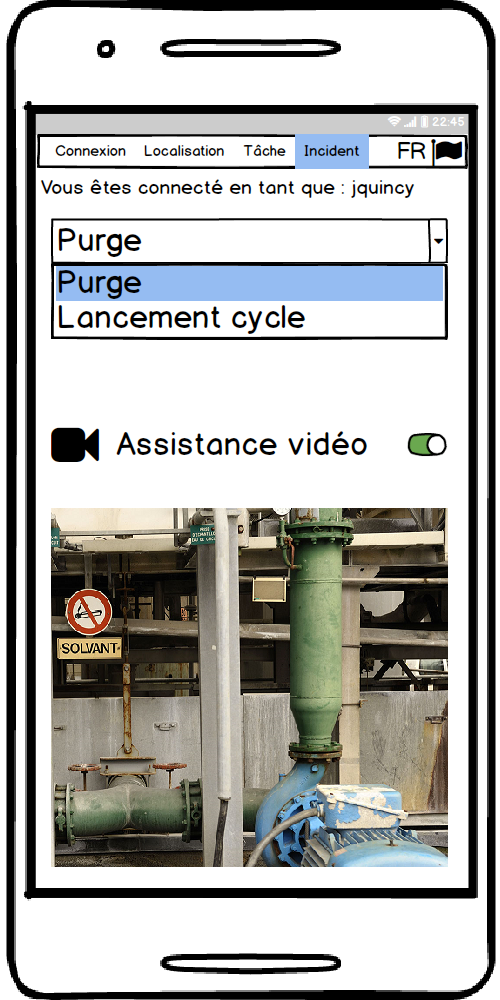 22:45
Connexion Localisation Tâche Incident FR
Vous êtes connecté en tant que : jquincy
Purge
Purge
Lancement cycle
Assistance vidéo
PRISE
SOLVANT